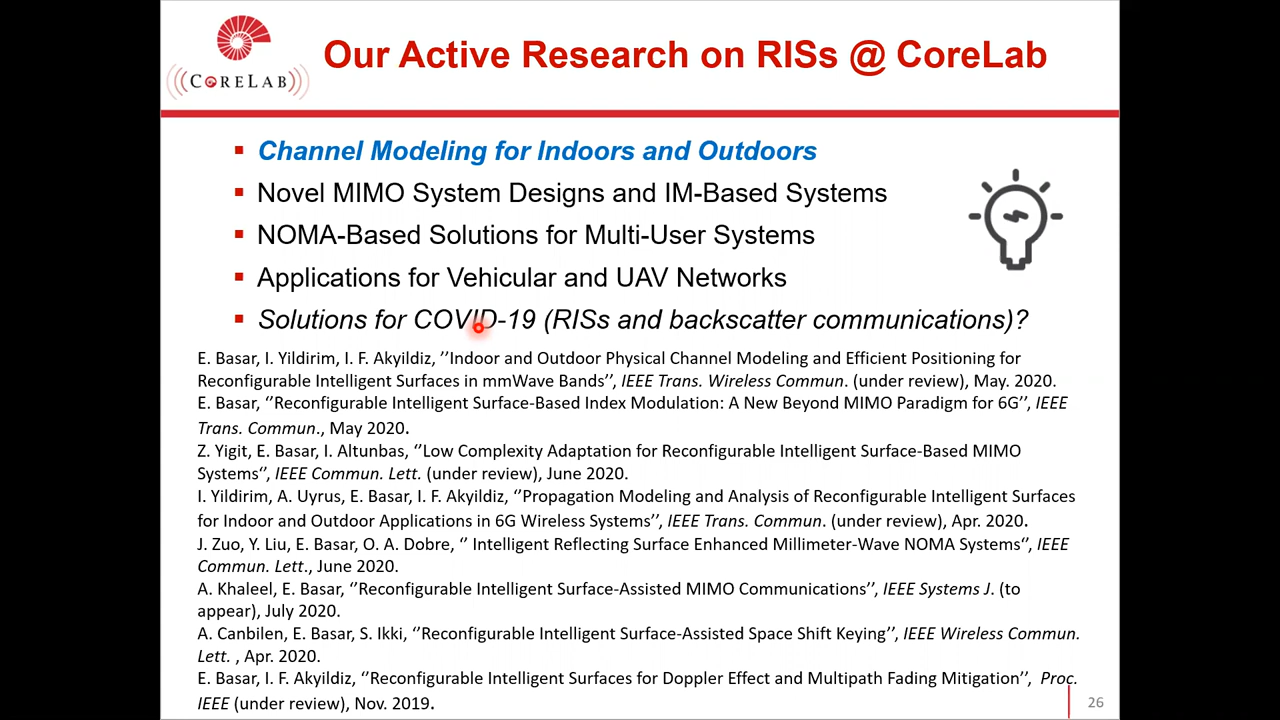 CORELAB
Our Active Research on RISs @ CoreLab
▪ Channel Modeling for Indoors and Outdoors
▪ Novel MIMO System Designs and IM-Based Systems
▪ NOMA-Based Solutions for Multi-User Systems
▪ Applications for Vehicular and UAV Networks
▪ Solutions for COVID-19 (RISs and backscatter communications)?
E. Basar, I. Yildirim, I. F. Akyildiz, ‘’Indoor and Outdoor Physical Channel Modeling and Efficient Positioning for
Reconfigurable Intelligent Surfaces in mmWave Bands’’, IEEE Trans. Wireless Commun. (under review), May. 2020.
E. Basar, ‘’Reconfigurable Intelligent Surface-Based Index Modulation: A New Beyond MIMO Paradigm for 6G’’, IEEE
Trans. Commun., May 2020.
Z. Yigit, E. Basar, I. Altunbas, ‘’Low Complexity Adaptation for Reconfigurable Intelligent Surface-Based MIMO
Systems‘’, IEEE Commun. Lett. (under review), June 2020.
I. Yildirim, A. Uyrus, E. Basar, I. F. Akyildiz, ‘’Propagation Modeling and Analysis of Reconfigurable Intelligent Surfaces
for Indoor and Outdoor Applications in 6G Wireless Systems’’, IEEE Trans. Commun. (under review), Apr. 2020.
J. Zuo, Y. Liu, E. Basar, O. A. Dobre, ‘’ Intelligent Reflecting Surface Enhanced Millimeter-Wave NOMA Systems‘’, IEEE
Commun. Lett., June 2020.
A. Khaleel, E. Basar, ‘’Reconfigurable Intelligent Surface-Assisted MIMO Communications’’, IEEE Systems J. (to
appear), July 2020.
A. Canbilen, E. Basar, S. Ikki, ‘’Reconfigurable Intelligent Surface-Assisted Space Shift Keying’’, IEEE Wireless Commun.
Lett. , Apr. 2020.
E. Basar, I. F. Akyildiz, ‘’Reconfigurable Intelligent Surfaces for Doppler Effect and Multipath Fading Mitigation’’, Proc.
IEEE (under review), Nov. 2019.
26